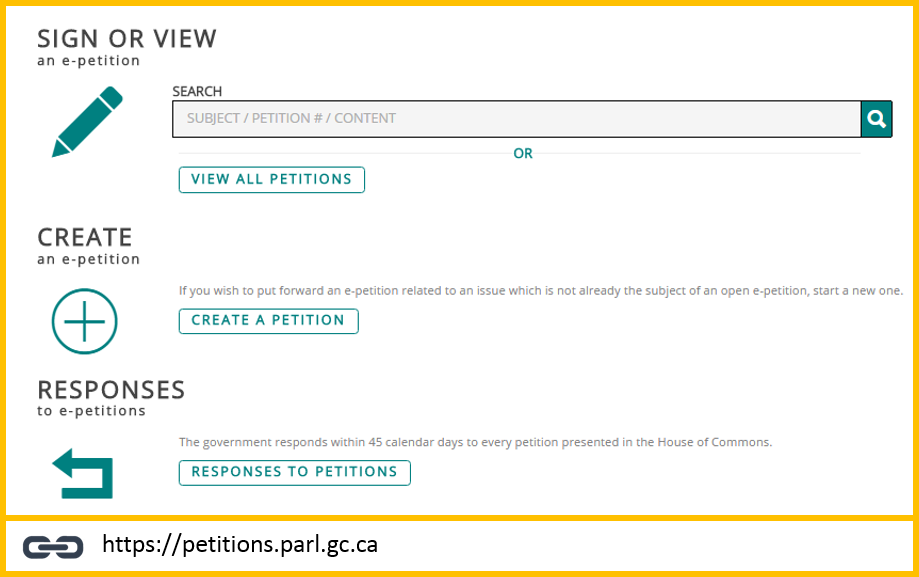 SIGN OR VIEW
an e-petition
SEARCH
SUBJECT / PETITION # / CONTENT
OR
VIEW ALL PETITIONS
CREATE
an e-petition
If you wish to put forward an e-petition related to an issue which is not already the subject of an open e-petition, start a new one.
CREATE A PETITION
RESPONSES
to e-petitions
The government responds within 45 calendar days to every petition presented in the House of Commons.
RESPONSES TO PETITIONS
https://petitions.parl.gc.ca